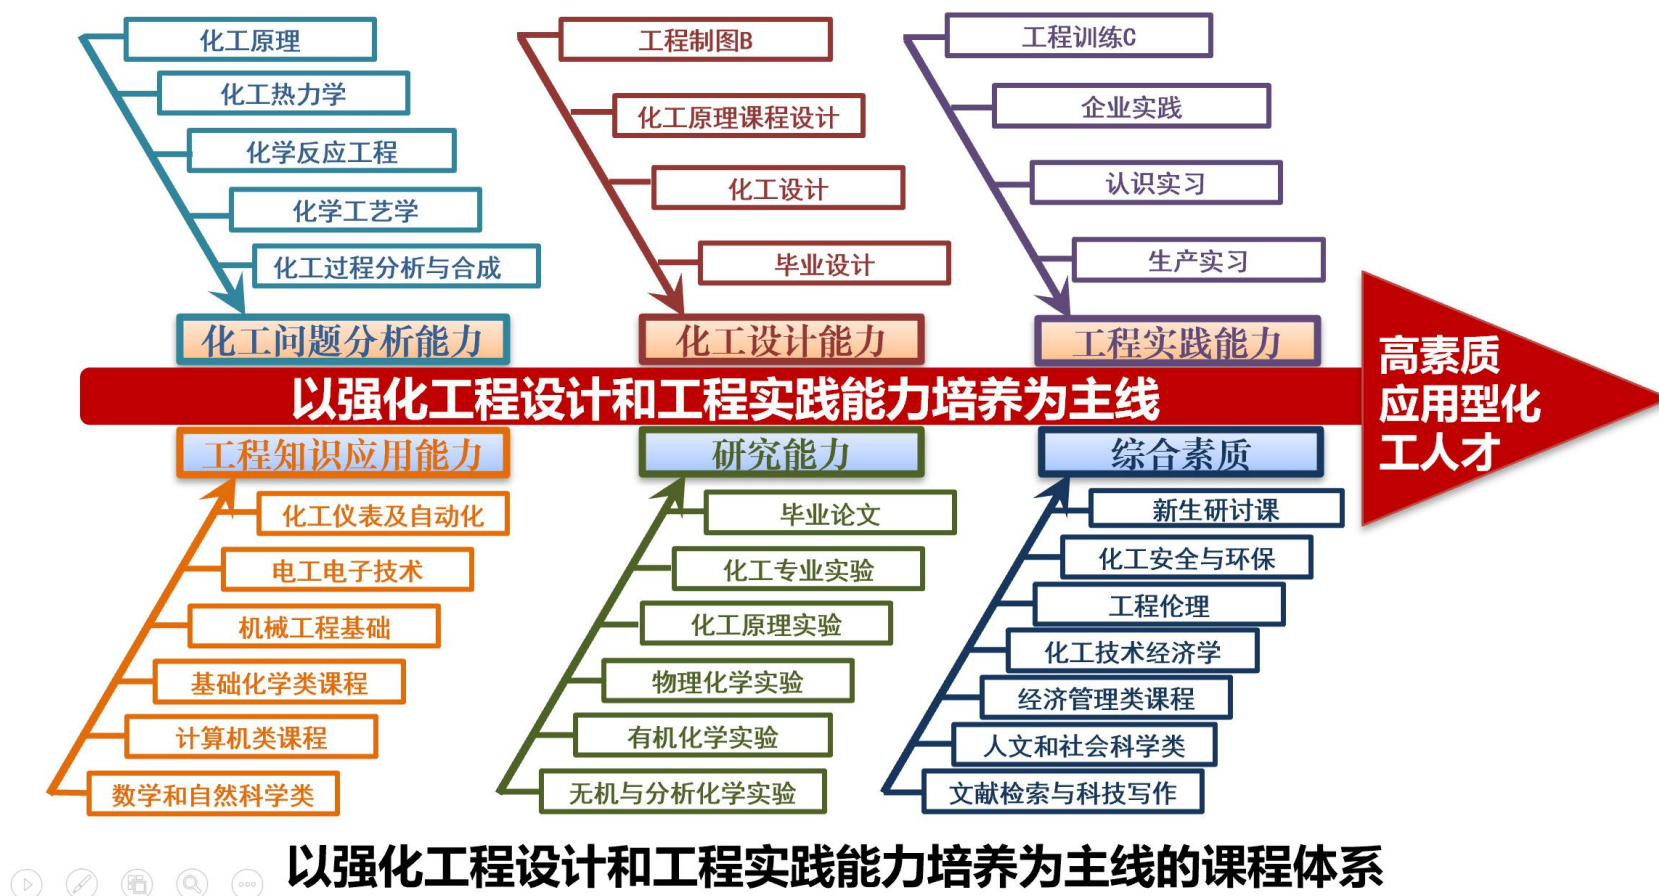 化工原理
化工热力学
化学反应工程
化学工艺学
化工过程分析与合成
化工问题分析能力
工程制图B
化工原理课程设计
化工设计
毕业设计
化工设计能力
工程训练C
企业实践
认识实习
生产实习
工程实践能力
以强化工程设计和工程实践能力培养为主线
高素质
应用型化
工人才
工程知识应用能力
化工仪表及自动化
电工电子技术
机械工程基础
基础化学类课程
计算机类课程
数学和自然科学类
研究能力
毕业论文
化工专业实验
化工原理实验
物理化学实验
有机化学实验
无机与分析化学实验
综合素质
新生研讨课
化工安全与环保
工程伦理
化工技术经济学
经济管理类课程
人文和社会科学类
文献检索与科技写作
以强化工程设计和工程实践能力培养为主线的课程体系